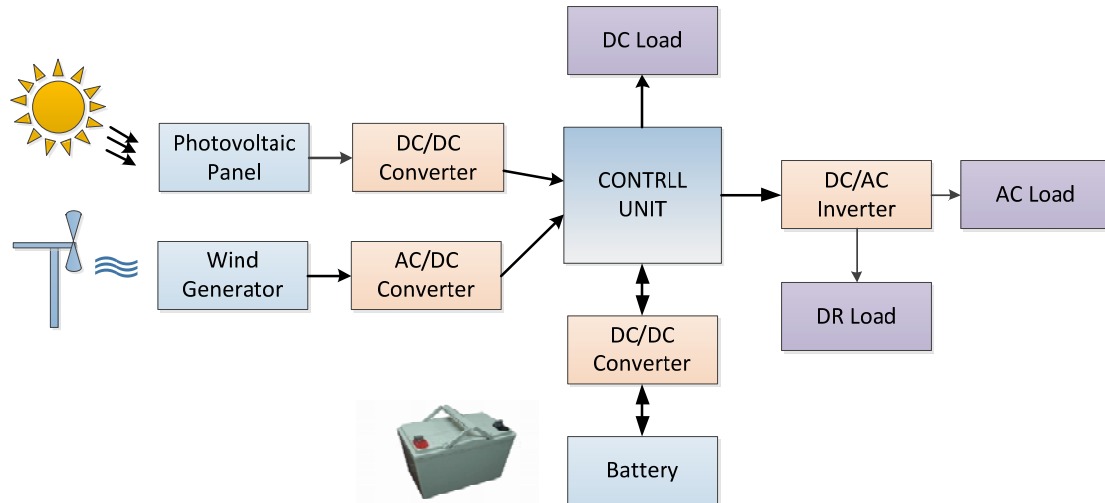 DC Load
Photovoltaic
Panel
DC/DC
Converter
CONTRLL
UNIT
DC/AC
Inverter
AC Load
Wind
Generator
AC/DC
Converter
DR Load
DC/DC
Converter
Battery